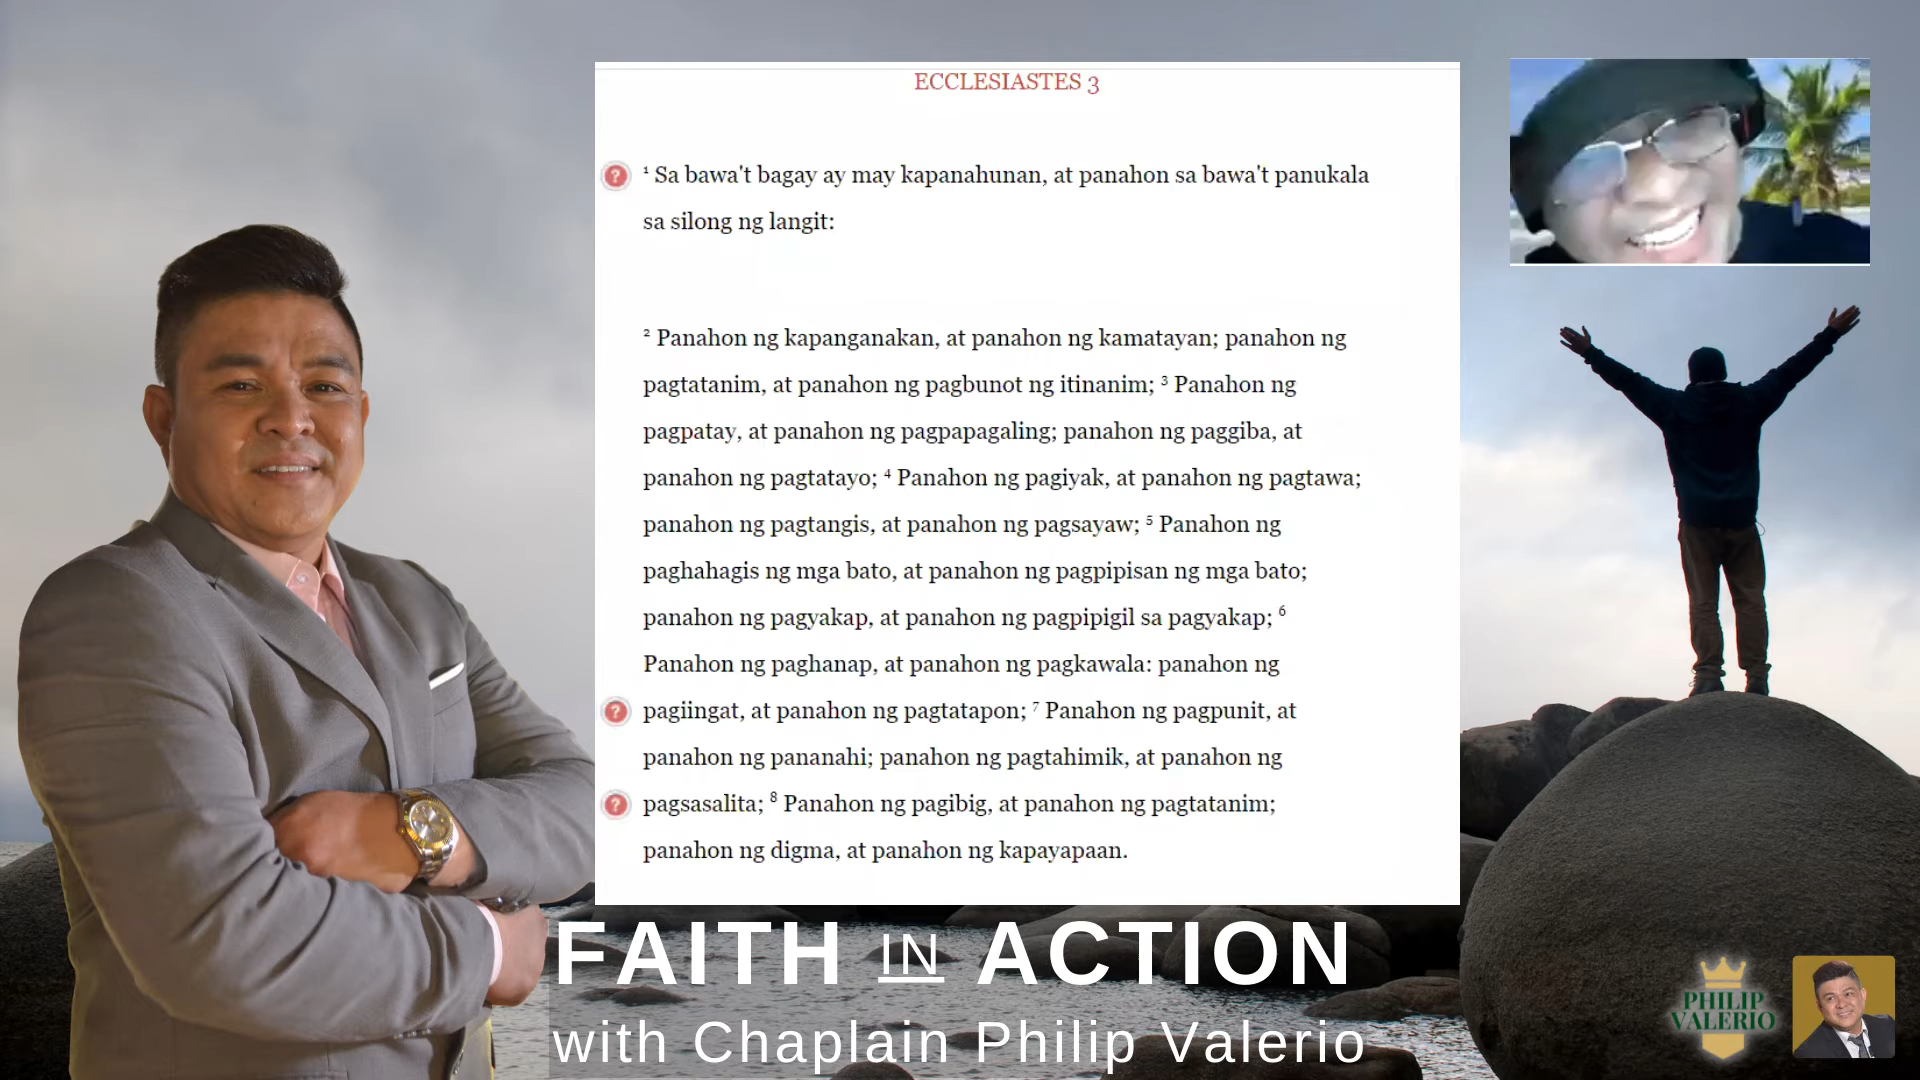 ECCLESIASTES 3
¹ Sa bawa't bagay ay may kapanahunan, at panahon sa bawa't panukala
sa silong ng langit:
² Panahon ng kapanganakan, at panahon ng kamatayan; panahon ng
pagtatanim, at panahon ng pagbunot ng itinanim; ³ Panahon ng
pagpatay, at panahon ng pagpapagaling; panahon ng paggiba, at
panahon ng pagtatayo; ⁴ Panahon ng pagiyak, at panahon ng pagtawa;
panahon ng pagtangis, at panahon ng pagsayaw; ⁵ Panahon ng
paghahagis ng mga bato, at panahon ng pagpipisan ng mga bato;
panahon ng pagyakap, at panahon ng pagpipigil sa pagyakap; ⁶
Panahon ng paghanap, at panahon ng pagkawala: panahon ng
pagiingat, at panahon ng pagtatapon; ⁷ Panahon ng pagpunit, at
panahon ng pananahi; panahon ng pagtahimik, at panahon ng
pagsasalita; ⁸ Panahon ng pagibig, at panahon ng pagtatanim;
panahon ng digma, at panahon ng kapayapaan.
FAITH IN ACTION
with Chaplain Philip Valerio
PHILIP
VALERIO